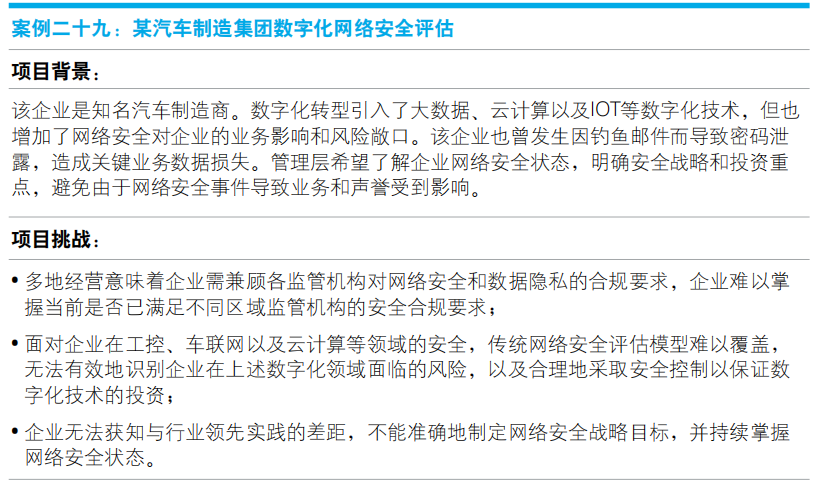 案例二十九：某汽车制造集团数字化网络安全评估
项目背景：
该企业是知名汽车制造商。数字化转型引入了大数据、云计算以及IOT等数字化技术，但也
增加了网络安全对企业的业务影响和风险敞口。该企业也曾发生因钓鱼邮件而导致密码泄
露，造成关键业务数据损失。管理层希望了解企业网络安全状态，明确安全战略和投资重
点，避免由于网络安全事件导致业务和声誉受到影响。
项目挑战：
• 多地经营意味着企业需兼顾各监管机构对网络安全和数据隐私的合规要求，企业难以掌
握当前是否已满足不同区域监管机构的安全合规要求；
• 面对企业在工控、车联网以及云计算等领域的安全，传统网络安全评估模型难以覆盖，
无法有效地识别企业在上述数字化领域面临的风险，以及合理地采取安全控制以保证数
字化技术的投资；
• 企业无法获知与行业领先实践的差距，不能准确地制定网络安全战略目标，并持续掌握
网络安全状态。